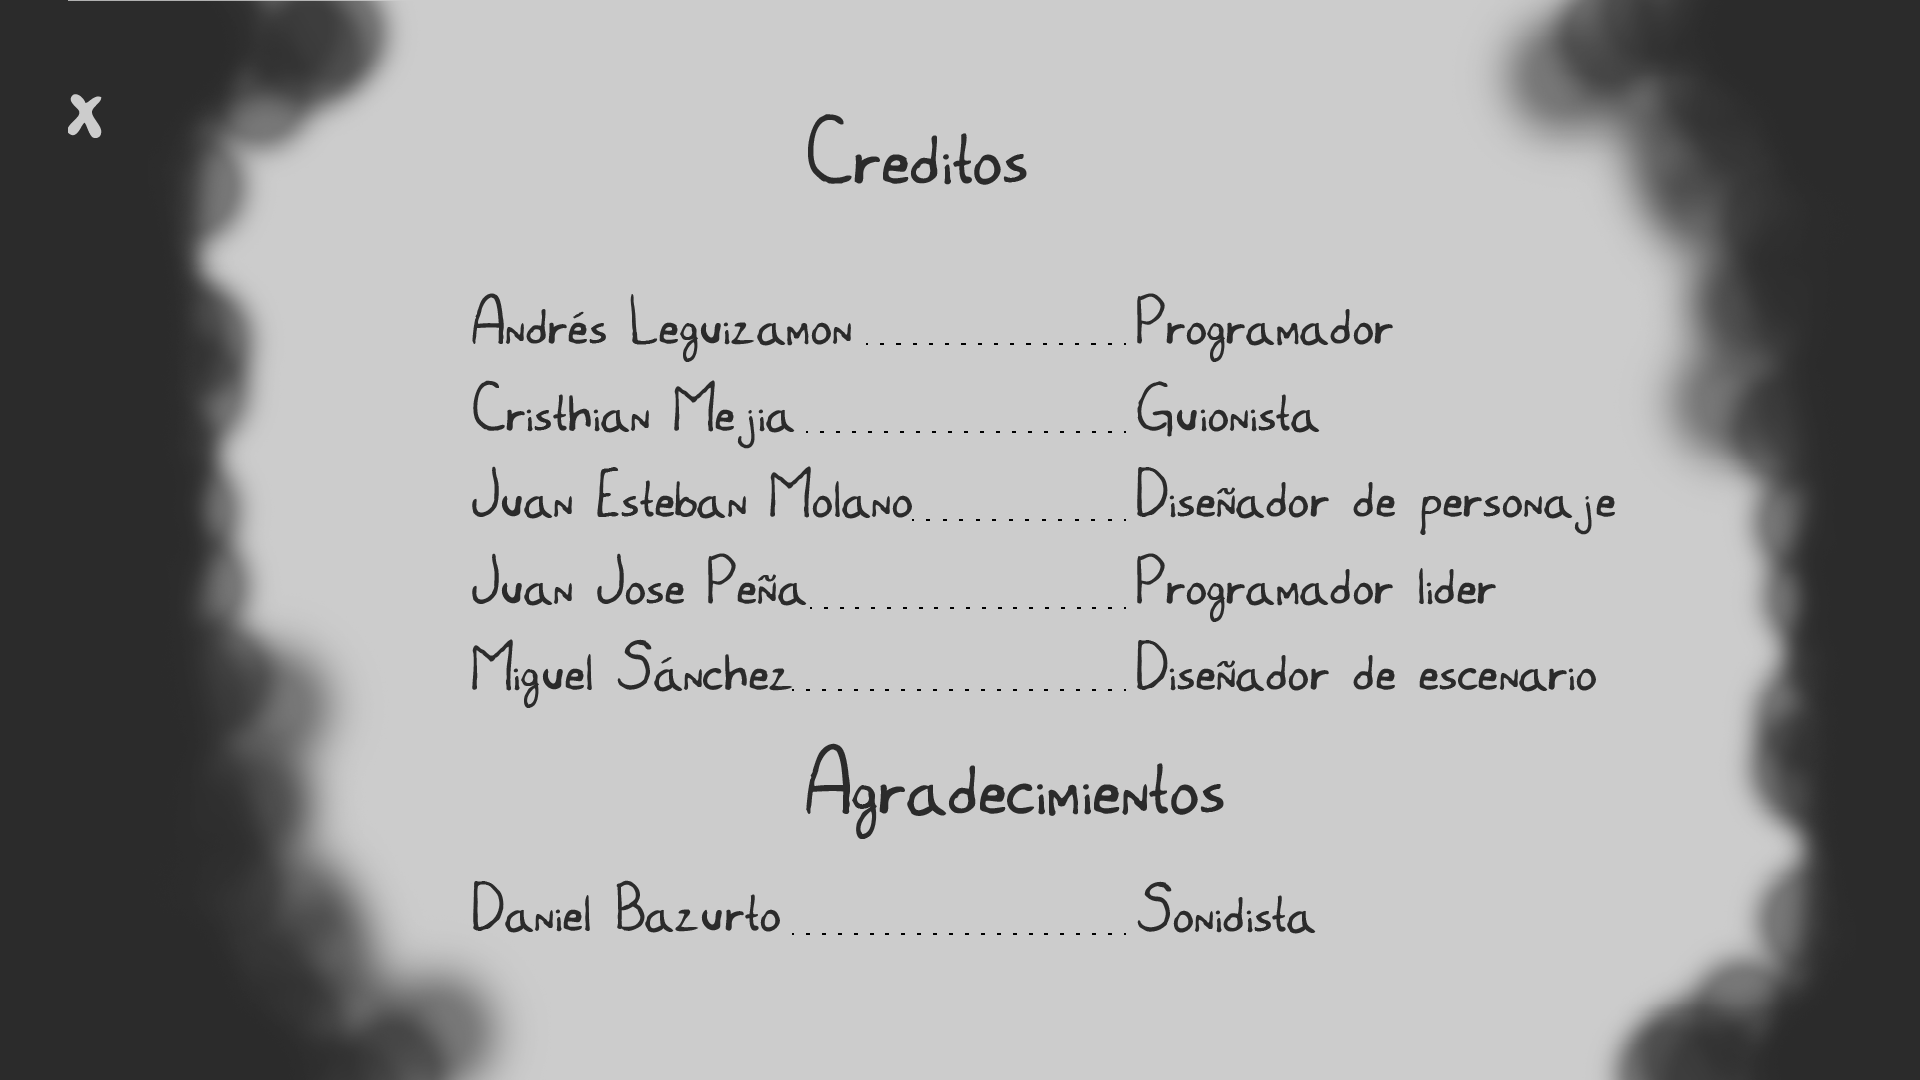 X
Creditos
Andrés Leguizamon .................. Programador
Cristhian Mejia ...................... Guionista
Juan Esteban Molano............... Diseñador de personaje
Juan Jose Peña..................... Programador lider
Miguel Sánchez....................... Diseñador de escenario
Agradecimientos
Daniel Bazurto ....................... Sonidista